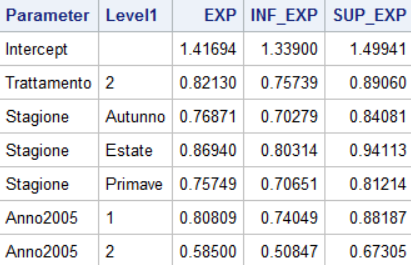 Parameter Level1 EXP INF_EXP SUP_EXP
Intercept 1.41694 1.33900 1.49941
Trattamento 2 0.82130 0.75739 0.89060
Stagione Autunno 0.76871 0.70279 0.84081
Stagione Estate 0.86940 0.80314 0.94113
Stagione Primave 0.75749 0.70651 0.81214
Anno2005 1 0.80809 0.74049 0.88187
Anno2005 2 0.58500 0.50847 0.67305